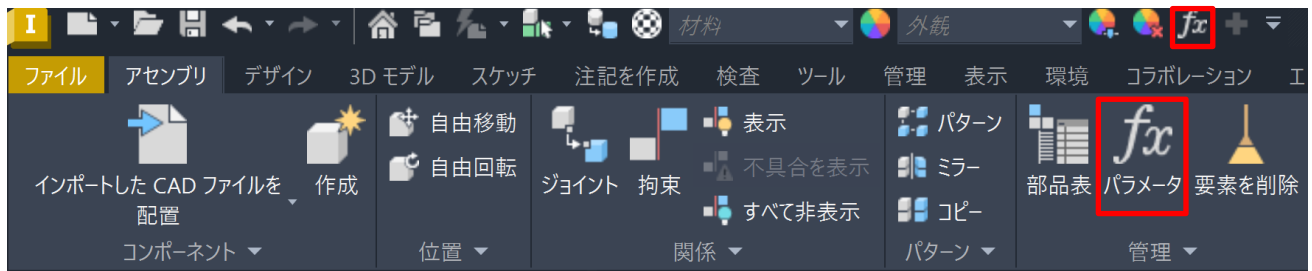 I 材料 外観 fx
ファイル アセンブリ デザイン 3D モデル スケッチ 注記を作成 検査 ツール 管理 表示 環境 コラボレーション エ
インポートした CAD ファイルを
配置
作成
コンポーネント
自由移動
自由回転
位置
ジョイント
拘束
表示
不具合を表示
すべて非表示
関係
パターン
ミラー
コピー
パターン
部品表
fx
パラメータ
要素を削除
管理